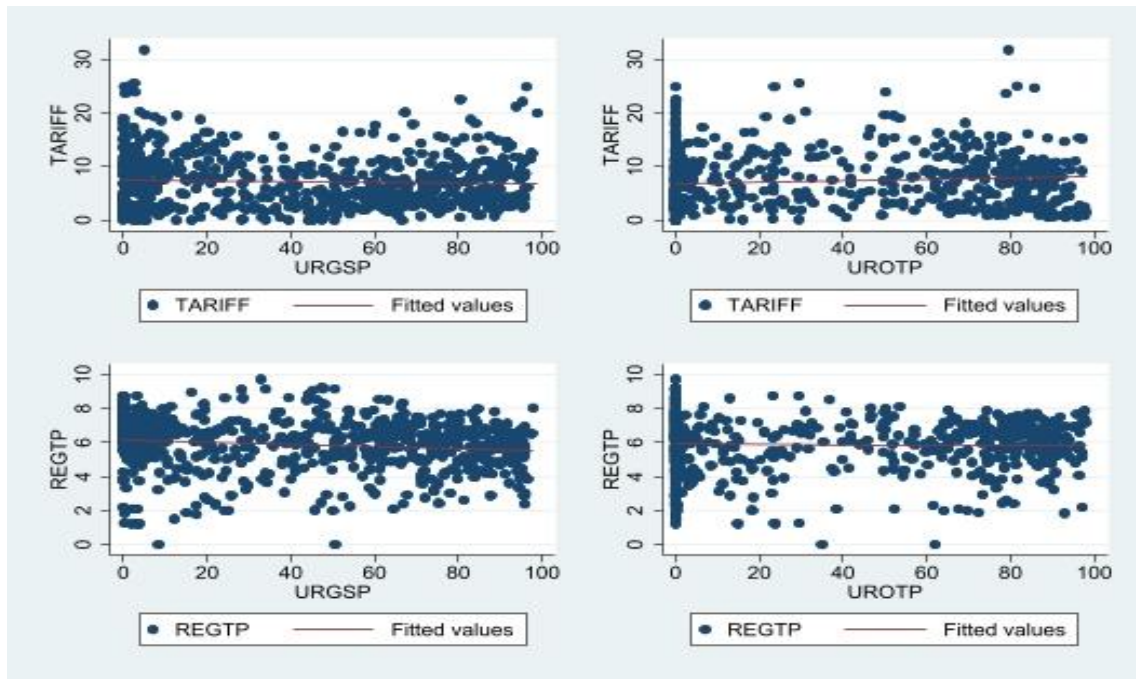 TARIFF
30
20
10
0
0 20 40 60 80 100
URGSP
TARIFF Fitted values
TARIFF
30
20
10
0
0 20 40 60 80 100
UROTP
TARIFF Fitted values
REGTP
10
8
6
4
2
0
0 20 40 60 80 100
URGSP
REGTP Fitted values
REGTP
10
8
6
4
2
0
0 20 40 60 80 100
UROTP
REGTP Fitted values